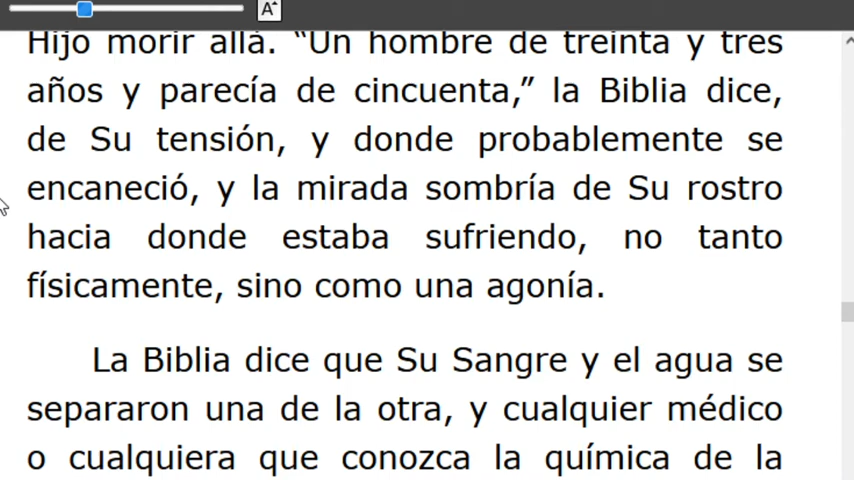 A
Hijo morir allá. “Un hombre de treinta y tres
años y parecía de cincuenta,” la Biblia dice,
de Su tensión, y donde probablemente se
encaneció, y la mirada sombría de Su rostro
hacia donde estaba sufriendo, no tanto
físicamente, sino como una agonía.
La Biblia dice que Su Sangre y el agua se
separaron una de la otra, y cualquier médico
o cualquiera que conozca la química de la